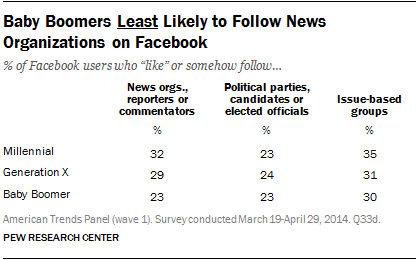 Baby Boomers Least Likely to Follow News
Organizations on Facebook
% of Facebook users who “like” or somehow follow...
News orgs., reporters or commentators Political parties, candidates or elected officials Issue-based groups
% % %
Millennial 32 23 35
Generation X 29 24 31
Baby Boomer 23 23 30
American Trends Panel (wave 1). Survey conducted March 19-April 29, 2014. Q33d.
PEW RESEARCH CENTER